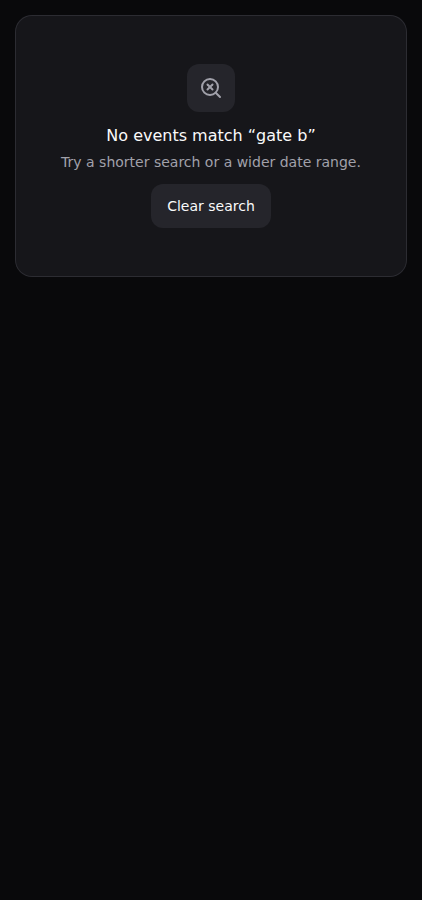 No events match “gate b”
Try a shorter search or a wider date range.
Clear search